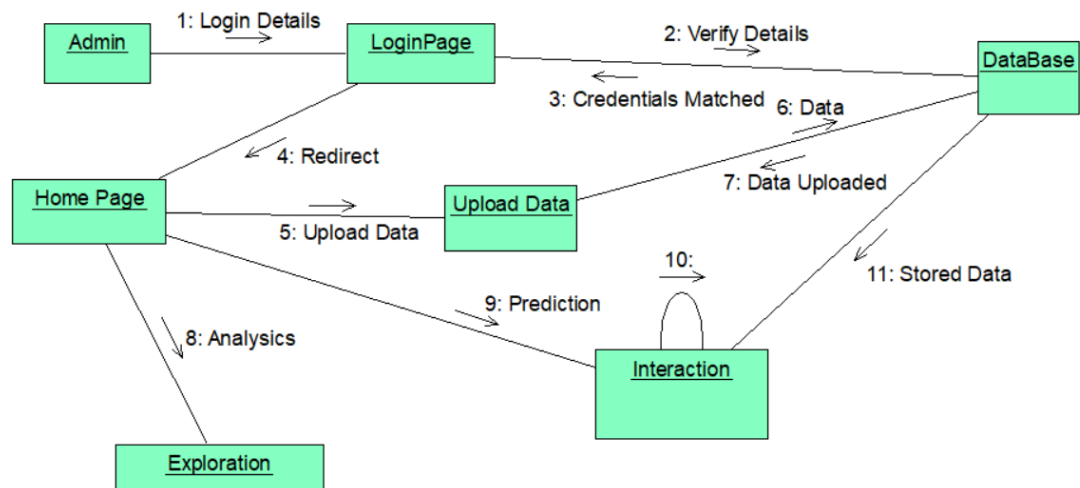 1: Login Details
Admin
LoginPage
2: Verify Details
DataBase
3: Credentials Matched
6: Data
4: Redirect
7: Data Uploaded
Home Page
Upload Data
5: Upload Data
10:
11: Stored Data
9: Prediction
8: Analysics
Interaction
Exploration